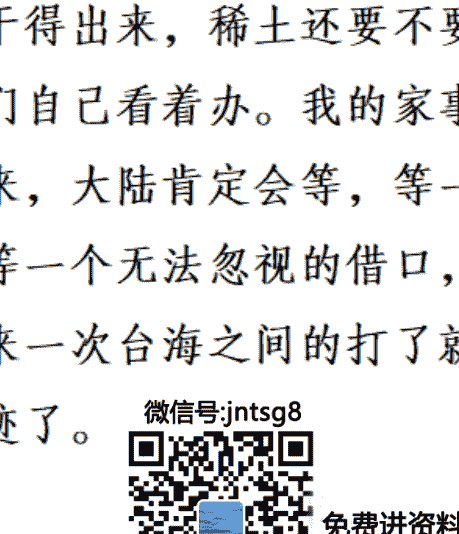 得出来，稀土还要不要
们自己看着办。我的家事
来，大陆肯定会等，等一
等一个无法忽视的借口，
来一次台海之间的打了就
迹了。
微信号:jntsg8
免费进资料